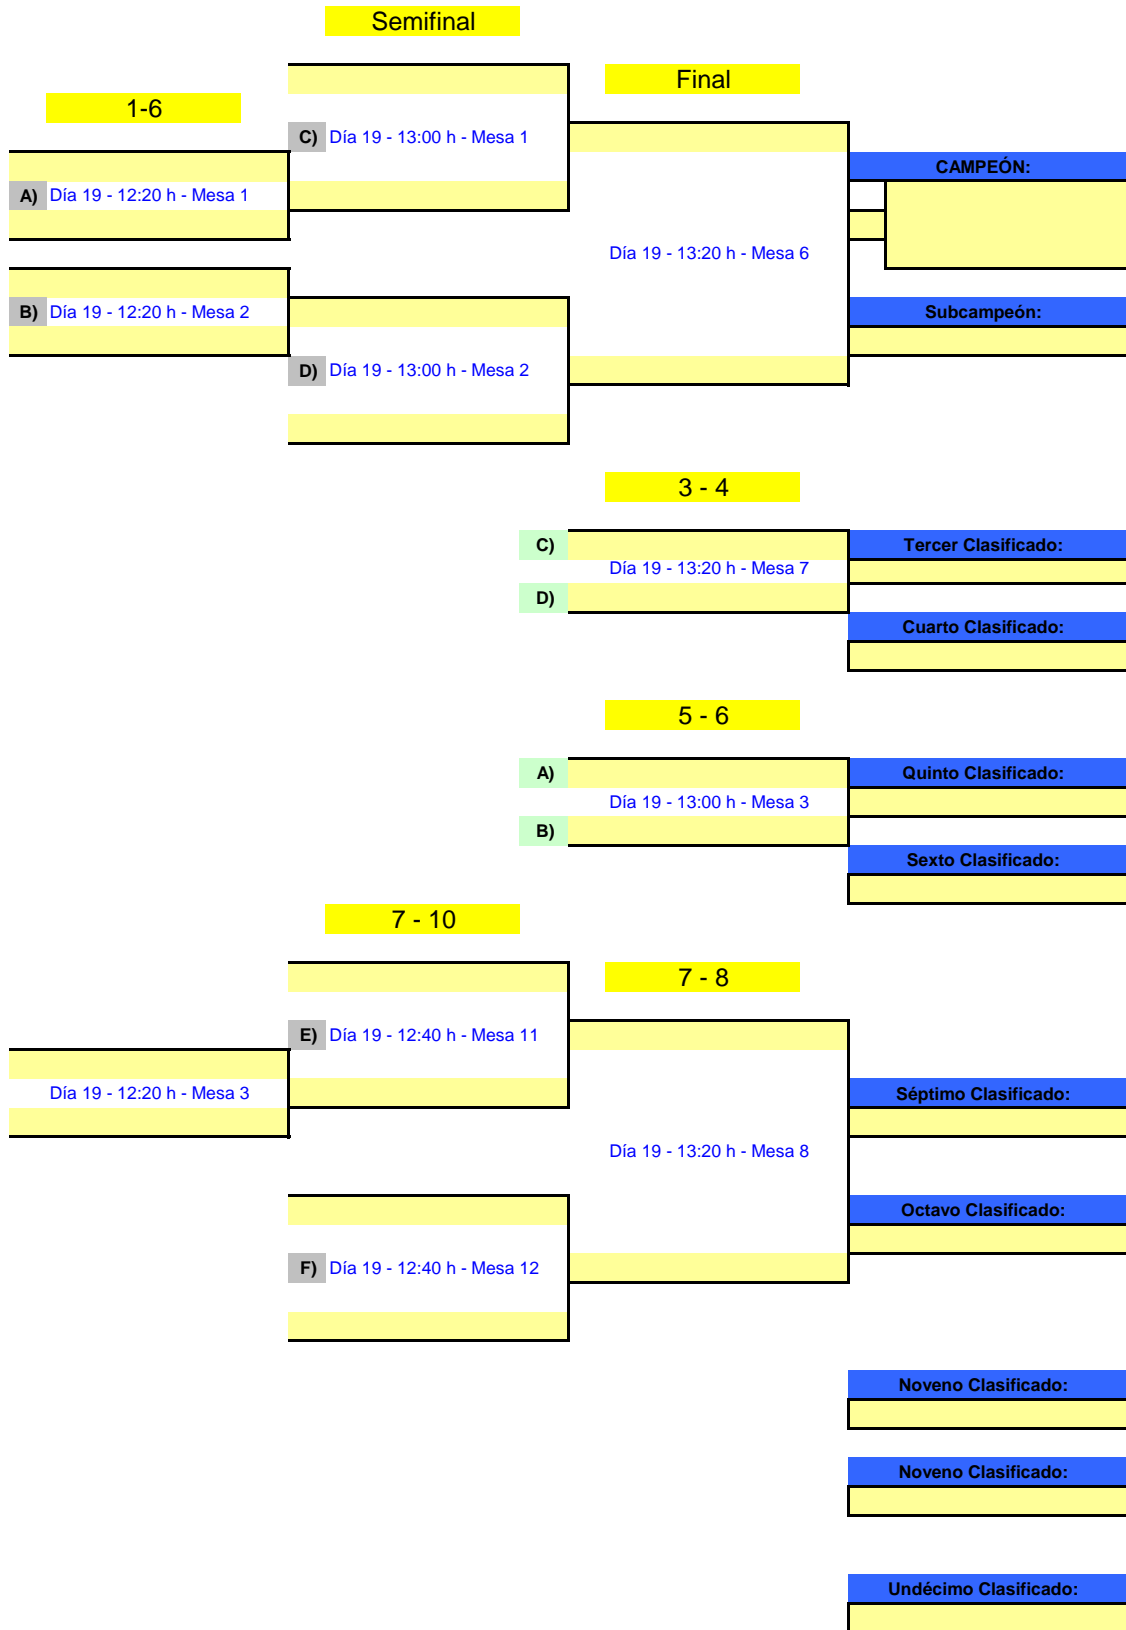 Semifinal
Final
1-6
C) Día 19 - 13:00 h - Mesa 1
CAMPEÓN:
A) Día 19 - 12:20 h - Mesa 1
Día 19 - 13:20 h - Mesa 6
B) Día 19 - 12:20 h - Mesa 2
Subcampeón:
D) Día 19 - 13:00 h - Mesa 2
3 - 4
C)
Tercer Clasificado:
Día 19 - 13:20 h - Mesa 7
D)
Cuarto Clasificado:
5 - 6
A)
Quinto Clasificado:
Día 19 - 13:00 h - Mesa 3
B)
Sexto Clasificado:
7 - 10
7 - 8
E) Día 19 - 12:40 h - Mesa 11
Día 19 - 12:20 h - Mesa 3
Séptimo Clasificado:
Día 19 - 13:20 h - Mesa 8
Octavo Clasificado:
F) Día 19 - 12:40 h - Mesa 12
Noveno Clasificado:
Noveno Clasificado:
Undécimo Clasificado: